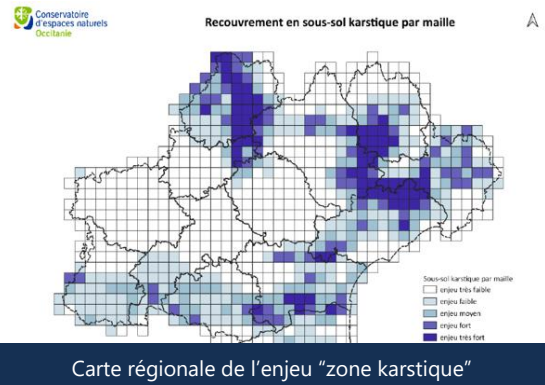 Conservatoire
d'espaces naturels
Occitanie
Recouvrement en sous-sol karstique par maille
Sous-sol karstique par maille
enjeu très faible
enjeu faible
enjeu moyen
enjeu fort
enjeu très fort
Carte régionale de l'enjeu “zone karstique”